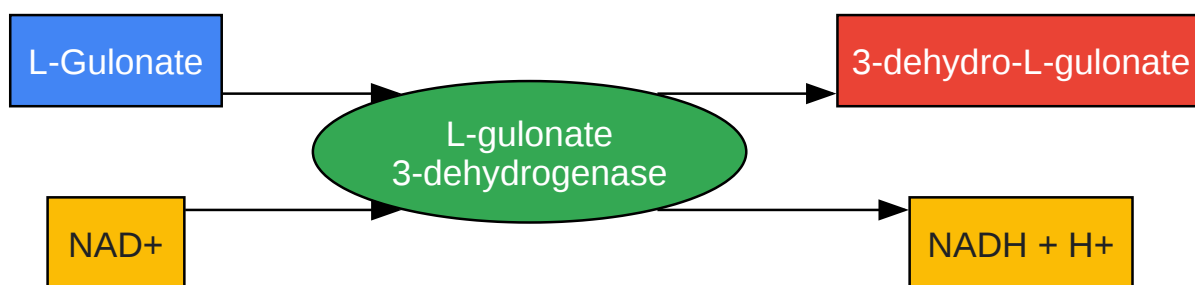 L-Gulonate
3-dehydro-L-gulonate
L-gulonate
3-dehydrogenase
NAD+
NADH + H+